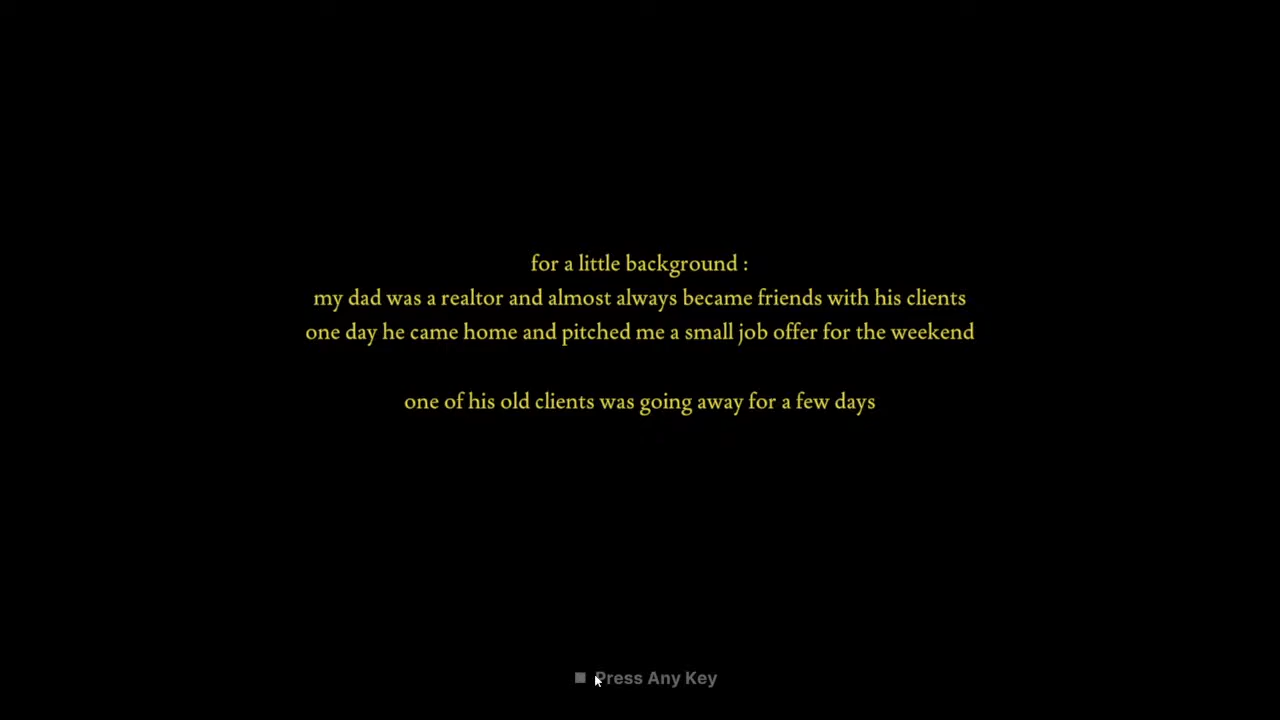 for a little background :
my dad was a realtor and almost always became friends with his clients
one day he came home and pitched me a small job offer for the weekend
one of his old clients was going away for a few days
Press Any Key